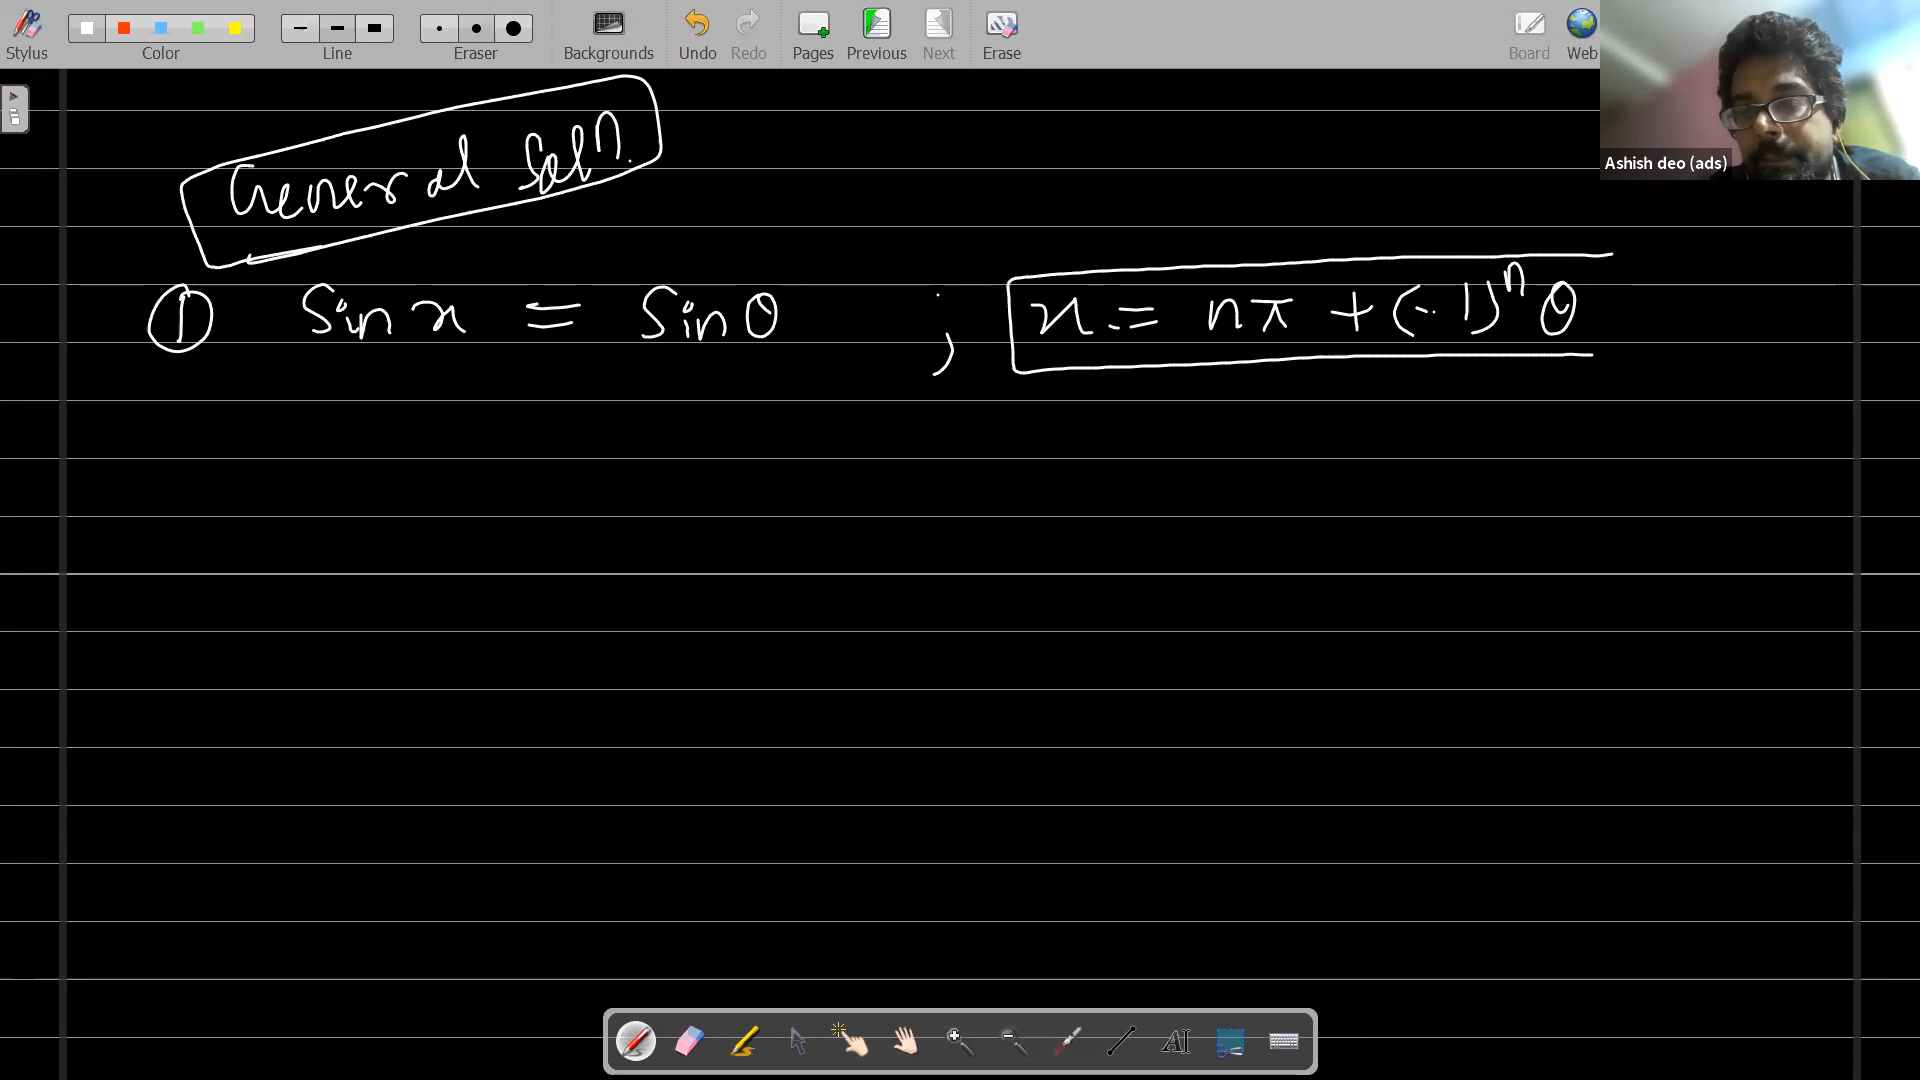 Stylus Color Line Eraser Backgrounds Undo Redo Pages Previous Next Erase Board Web
Ashish deo (ads)
General Solⁿ.
① Sin x = Sin θ ; x = nπ + (-1)ⁿ θ